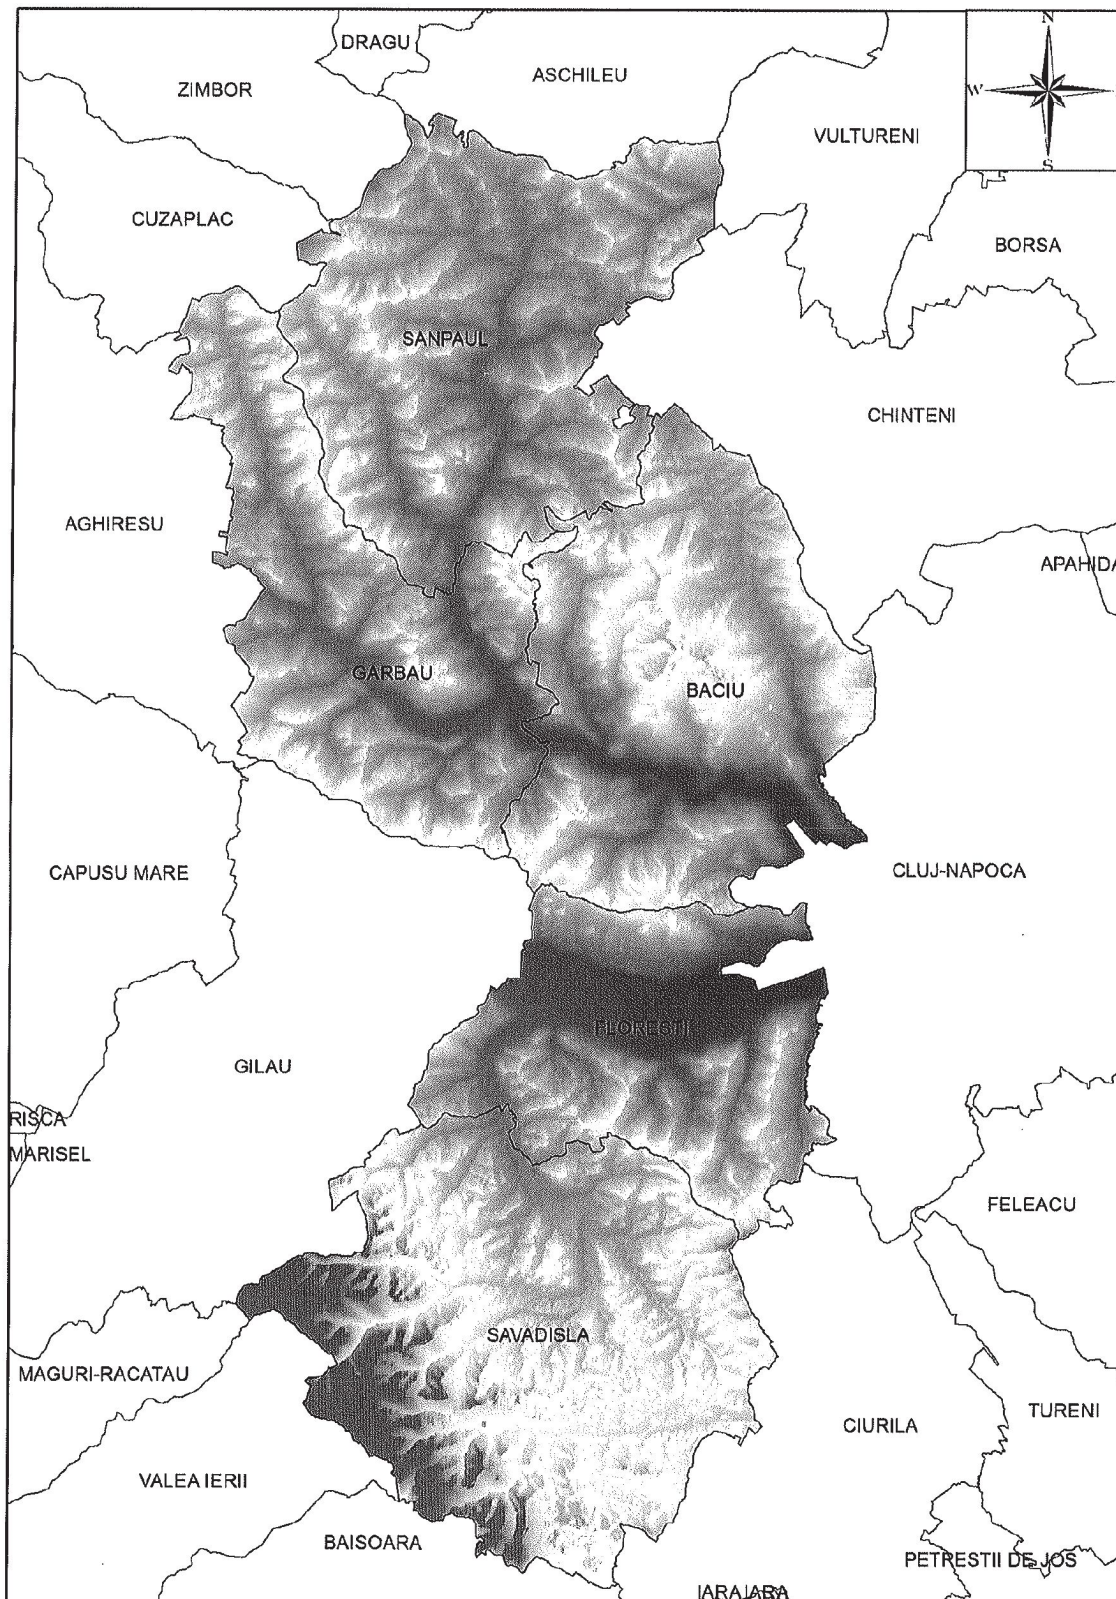 N
DRAGU
ASCHILEU
ZIMBOR
W
VULTURENI
S
CUZAPLAC
BORSA
SANPAUL
CHINTENI
AGHIRESU
APAHIDA
GARBAU
BACIU
CAPUSU MARE
CLUJ-NAPOCA
FLORESTI
GILAU
RISCA
MARISEL
FELEACU
SAVADISLA
MAGURI-RACATAU
TURENI
CIURILA
VALEA IERII
BAISOARA
PETRESTII DE JOS
IARA